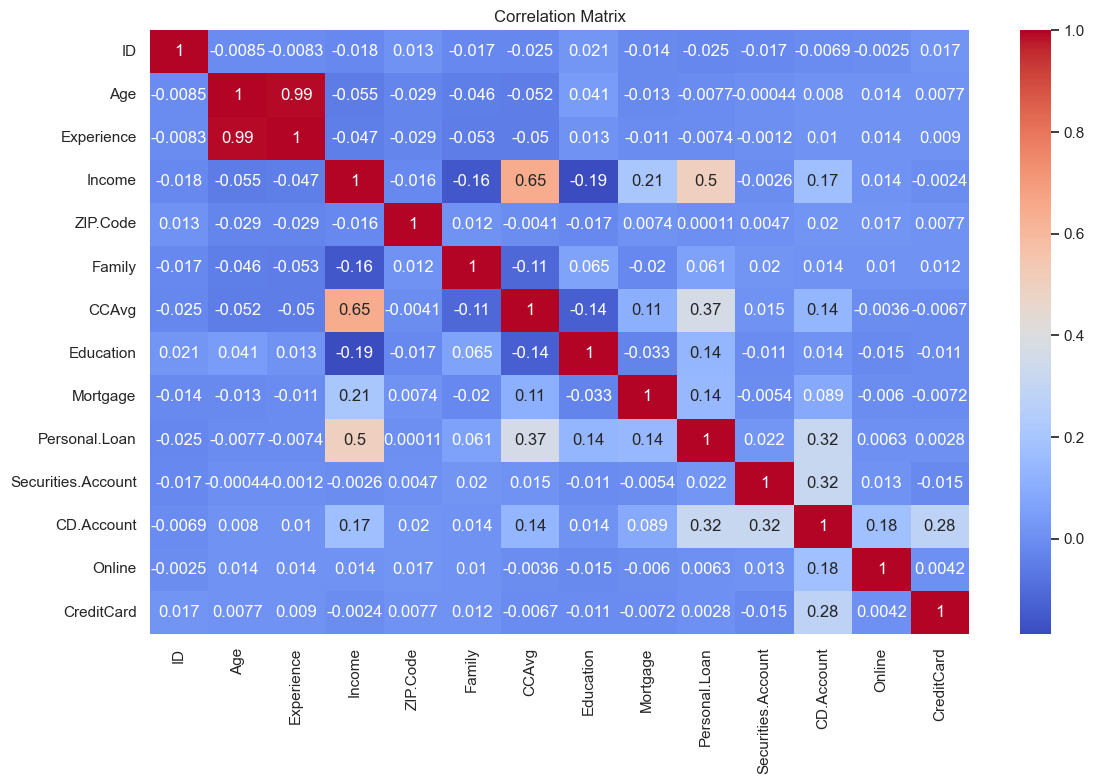 Correlation Matrix
ID 1 -0.0085 -0.0083 -0.018 0.013 -0.017 -0.025 0.021 -0.014 -0.025 -0.017 -0.0069 -0.0025 0.017
Age -0.0085 1 0.99 -0.055 -0.029 -0.046 -0.052 0.041 -0.013 -0.0077 -0.00044 0.008 0.014 0.0077
Experience -0.0083 0.99 1 -0.047 -0.029 -0.053 -0.05 0.013 -0.011 -0.0074 -0.0012 0.01 0.014 0.009
Income -0.018 -0.055 -0.047 1 -0.016 -0.16 0.65 -0.19 0.21 0.5 -0.0026 0.17 0.014 -0.0024
ZIP.Code 0.013 -0.029 -0.029 -0.016 1 0.012 -0.0041 -0.017 0.0074 0.00011 0.0047 0.02 0.017 0.0077
Family -0.017 -0.046 -0.053 -0.16 0.012 1 -0.11 0.065 -0.02 0.061 0.02 0.014 0.01 0.012
CCAvg -0.025 -0.052 -0.05 0.65 -0.0041 -0.11 1 -0.14 0.11 0.37 0.015 0.14 -0.0036 -0.0067
Education 0.021 0.041 0.013 -0.19 -0.017 0.065 -0.14 1 -0.033 0.14 -0.011 0.014 -0.015 -0.011
Mortgage -0.014 -0.013 -0.011 0.21 0.0074 -0.02 0.11 -0.033 1 0.14 -0.0054 0.089 -0.006 -0.0072
Personal.Loan -0.025 -0.0077 -0.0074 0.5 0.00011 0.061 0.37 0.14 0.14 1 0.022 0.32 0.0063 0.0028
Securities.Account -0.017 -0.00044 -0.0012 -0.0026 0.0047 0.02 0.015 -0.011 -0.0054 0.022 1 0.32 0.013 -0.015
CD.Account -0.0069 0.008 0.01 0.17 0.02 0.014 0.14 0.014 0.089 0.32 0.32 1 0.18 0.28
Online -0.0025 0.014 0.014 0.014 0.017 0.01 -0.0036 -0.015 -0.006 0.0063 0.013 0.18 1 0.0042
CreditCard 0.017 0.0077 0.009 -0.0024 0.0077 0.012 -0.0067 -0.011 -0.0072 0.0028 -0.015 0.28 0.0042 1
ID Age Experience Income ZIP.Code Family CCAvg Education Mortgage Personal.Loan Securities.Account CD.Account Online CreditCard
1.0
0.8
0.6
0.4
0.2
0.0